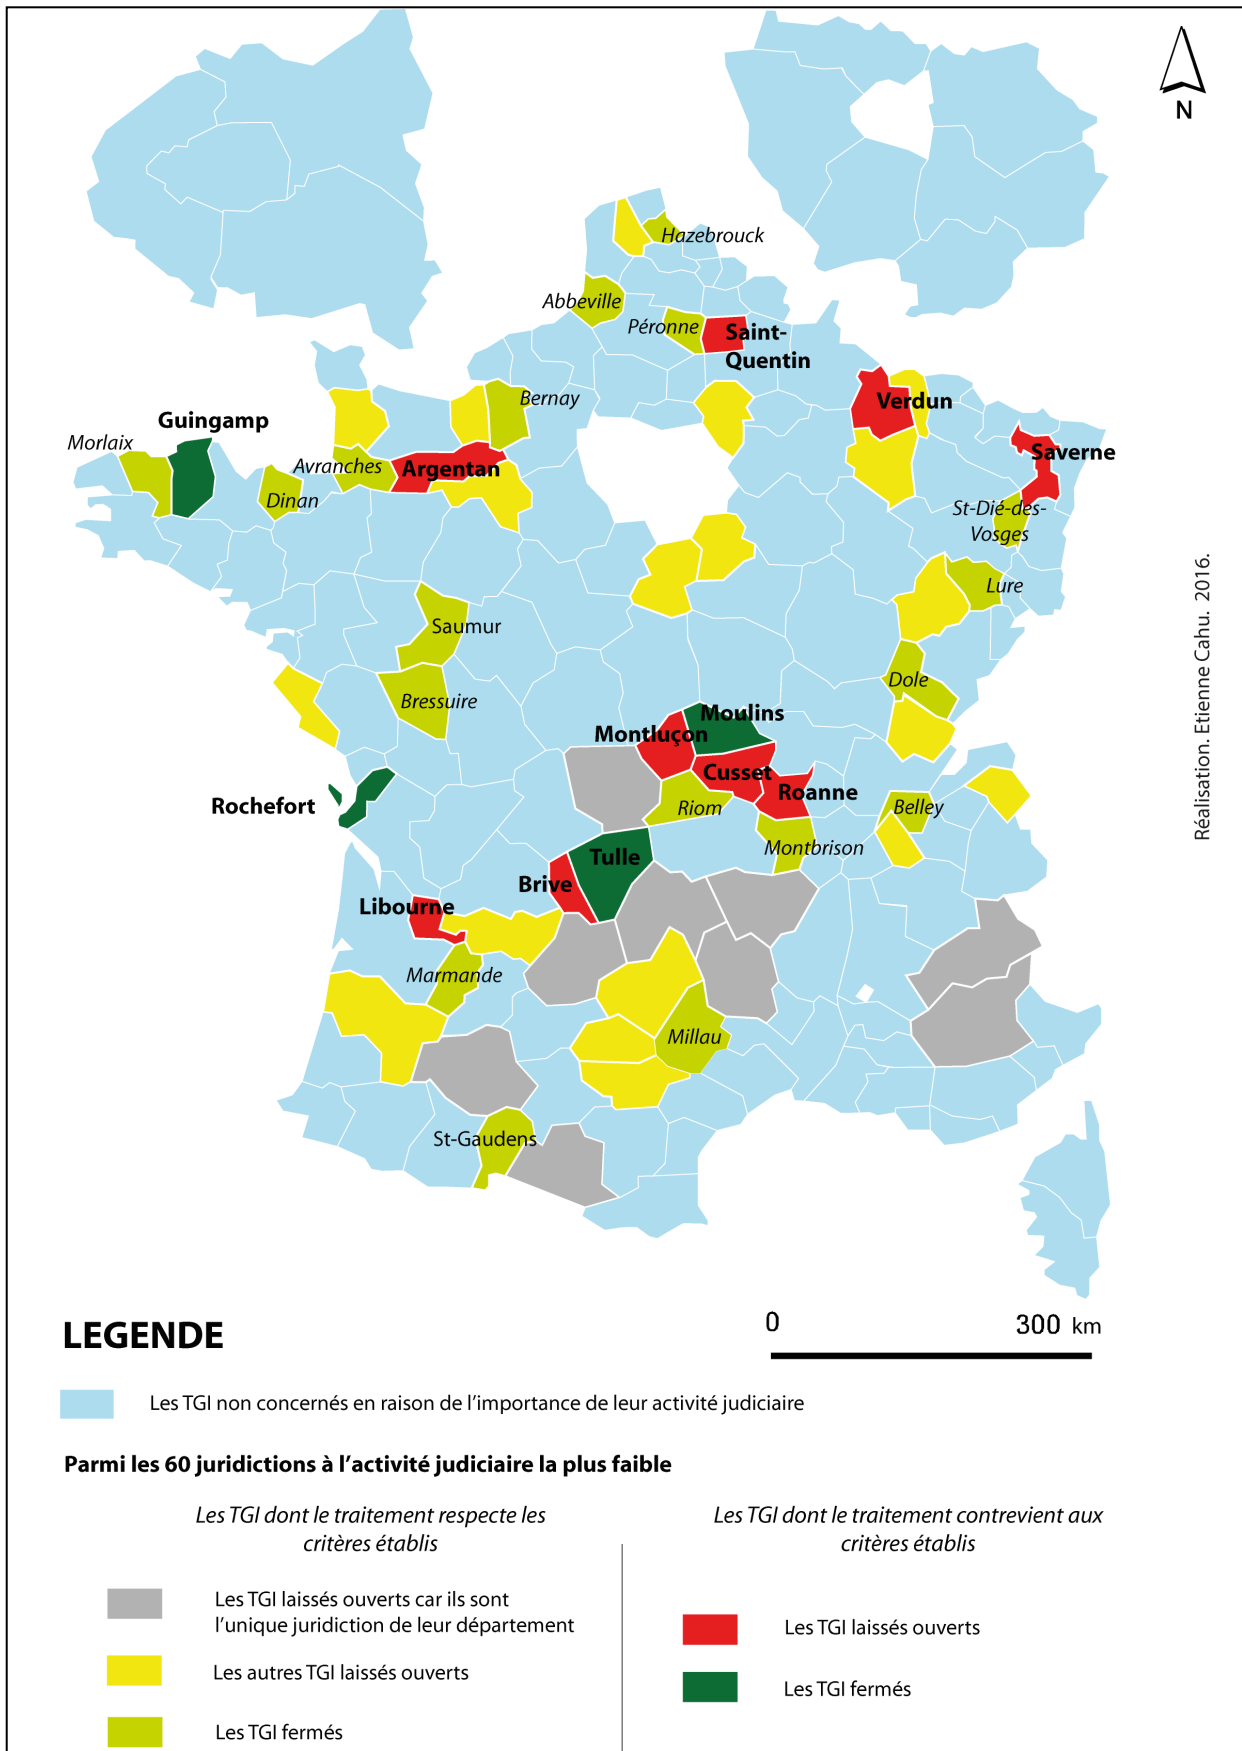 N
Hazebrouck
Abbeville
Péronne
Saint-
Quentin
Bernay
Verdun
Guingamp
Morlaix
Avranches
Argentan
Saverne
Dinan
St-Dié-des-
Vosges
Lure
Saumur
Dole
Bressuire
Moulins
Montluçon
Cusset
Roanne
Rochefort
Riom
Belley
Montbrison
Tulle
Brive
Libourne
Marmande
Millau
St-Gaudens
Réalisation. Etienne Cahu. 2016.
0 300 km
LEGENDE
Les TGI non concernés en raison de l'importance de leur activité judiciaire
Parmi les 60 juridictions à l'activité judiciaire la plus faible
Les TGI dont le traitement respecte les
critères établis
Les TGI laissés ouverts car ils sont
l'unique juridiction de leur département
Les autres TGI laissés ouverts
Les TGI fermés
Les TGI dont le traitement contrevient aux
critères établis
Les TGI laissés ouverts
Les TGI fermés